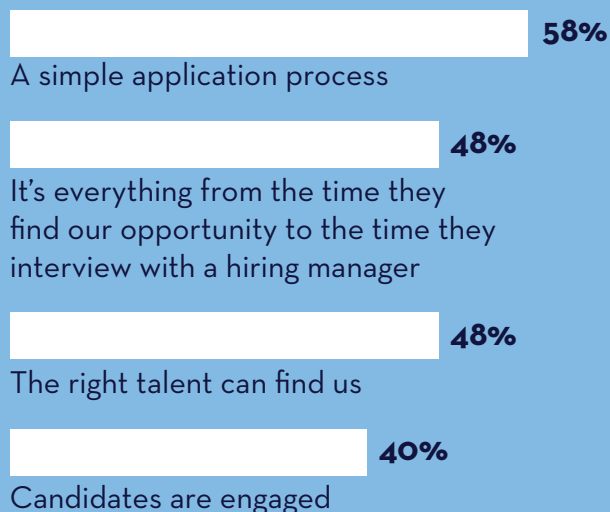 58%
A simple application process
48%
It's everything from the time they
find our opportunity to the time they
interview with a hiring manager
48%
The right talent can find us
40%
Candidates are engaged